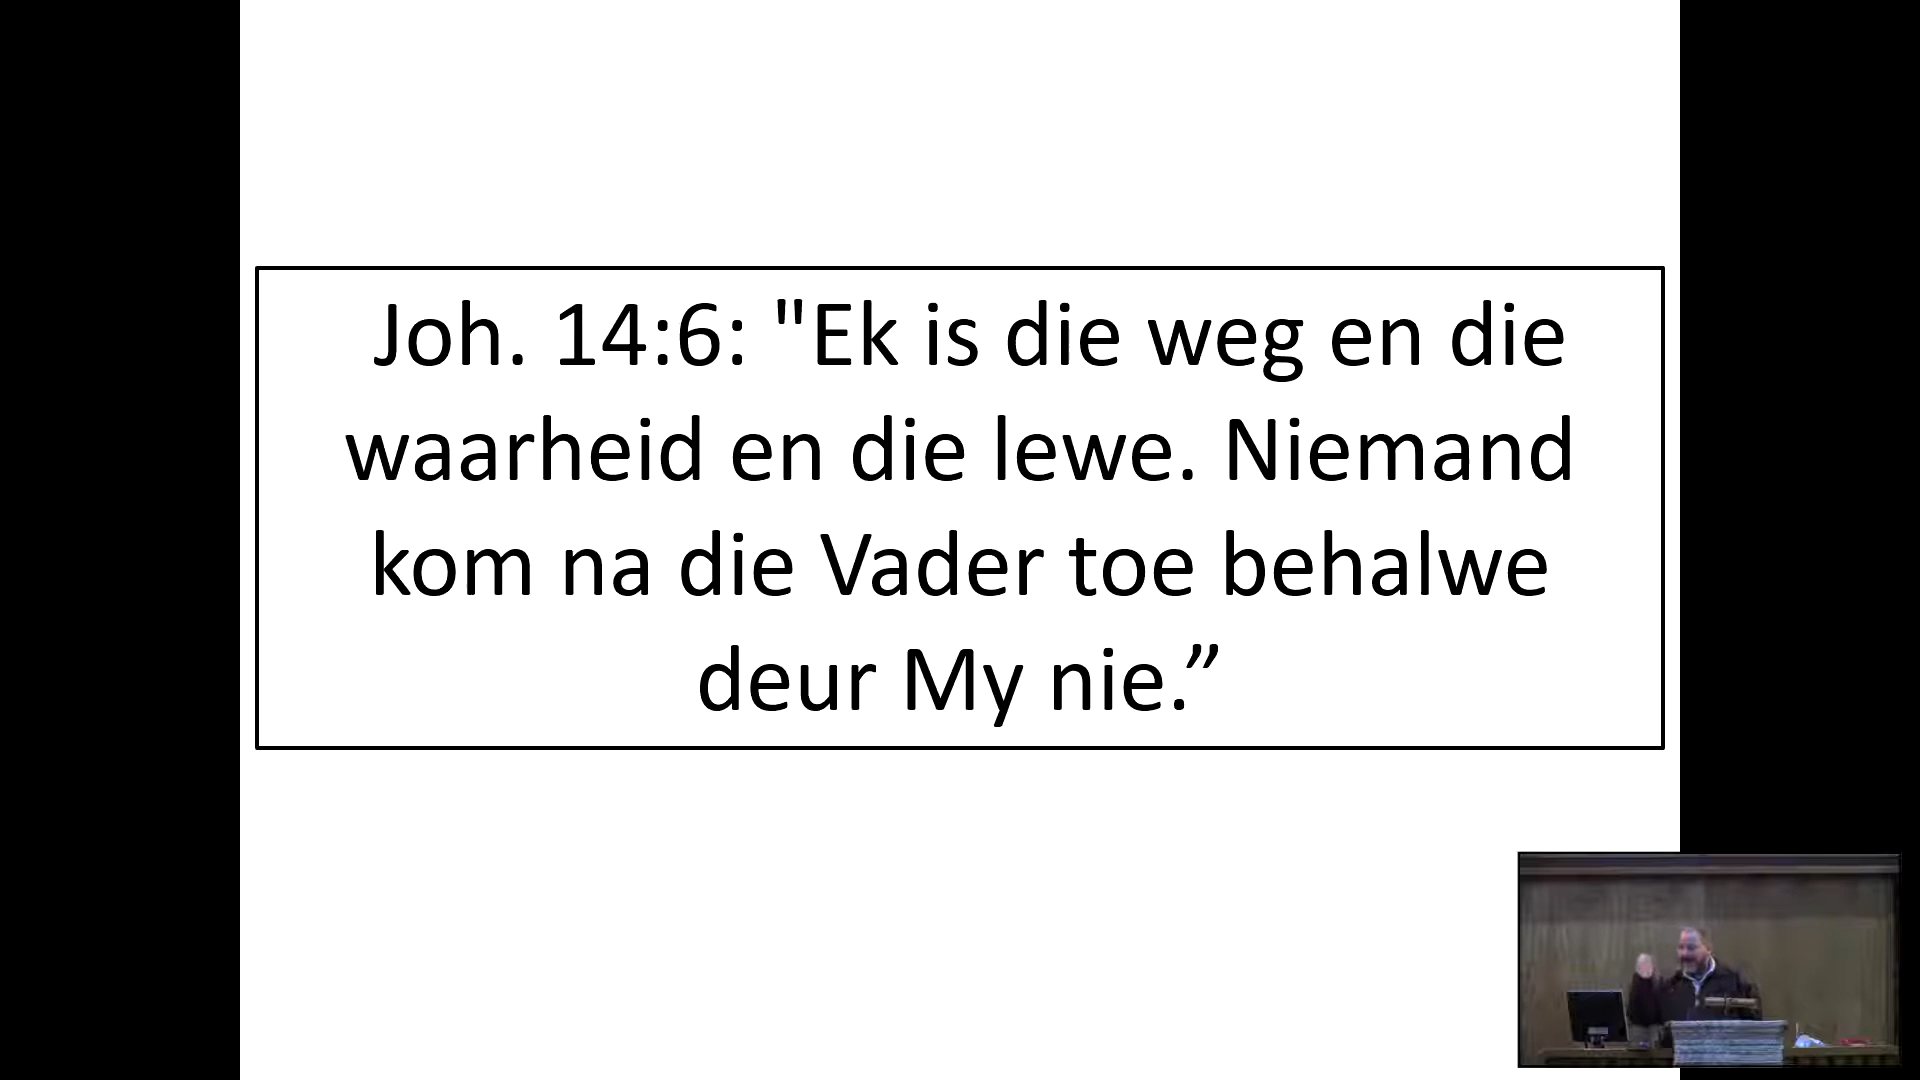 Joh. 14:6: "Ek is die weg en die
waarheid en die lewe. Niemand
kom na die Vader toe behalwe
deur My nie.”